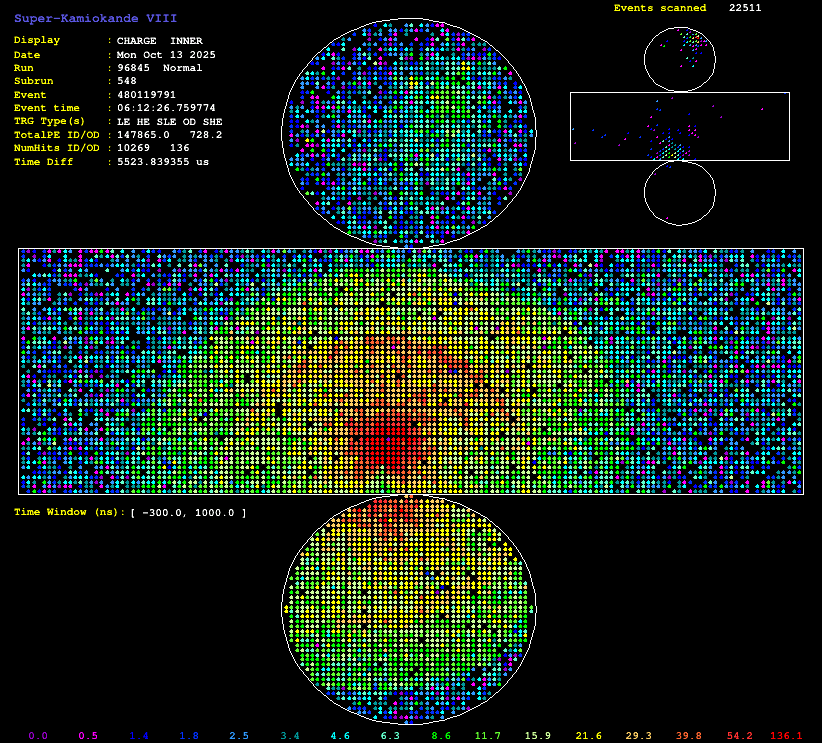 Events scanned 22511
Super-Kamiokande VIII
Display : CHARGE INNER
Date : Mon Oct 13 2025
Run : 96845 Normal
Subrun : 548
Event : 480119791
Event time : 06:12:26.759774
TRG Type(s) : LE HE SLE OD SHE
TotalPE ID/OD : 147865.0 728.2
NumHits ID/OD : 10269 136
Time Diff : 5523.839355 us
Time Window (ns): [ -300.0, 1000.0 ]
0.0 0.5 1.4 1.8 2.5 3.4 4.6 6.3 8.6 11.7 15.9 21.6 29.3 39.8 54.2 136.1